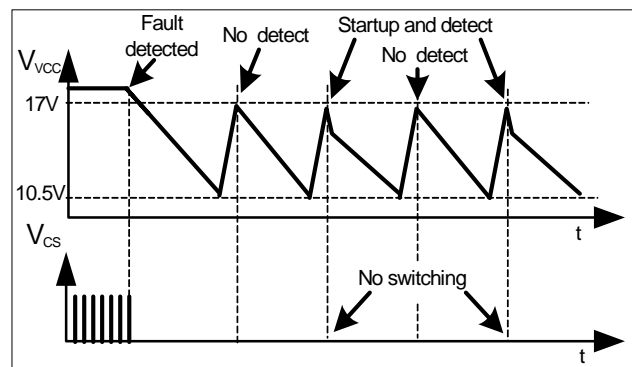 Fault
detected
No detect
Startup and detect
No detect
VVCC
17V
10.5V
t
VCS
No switching
t